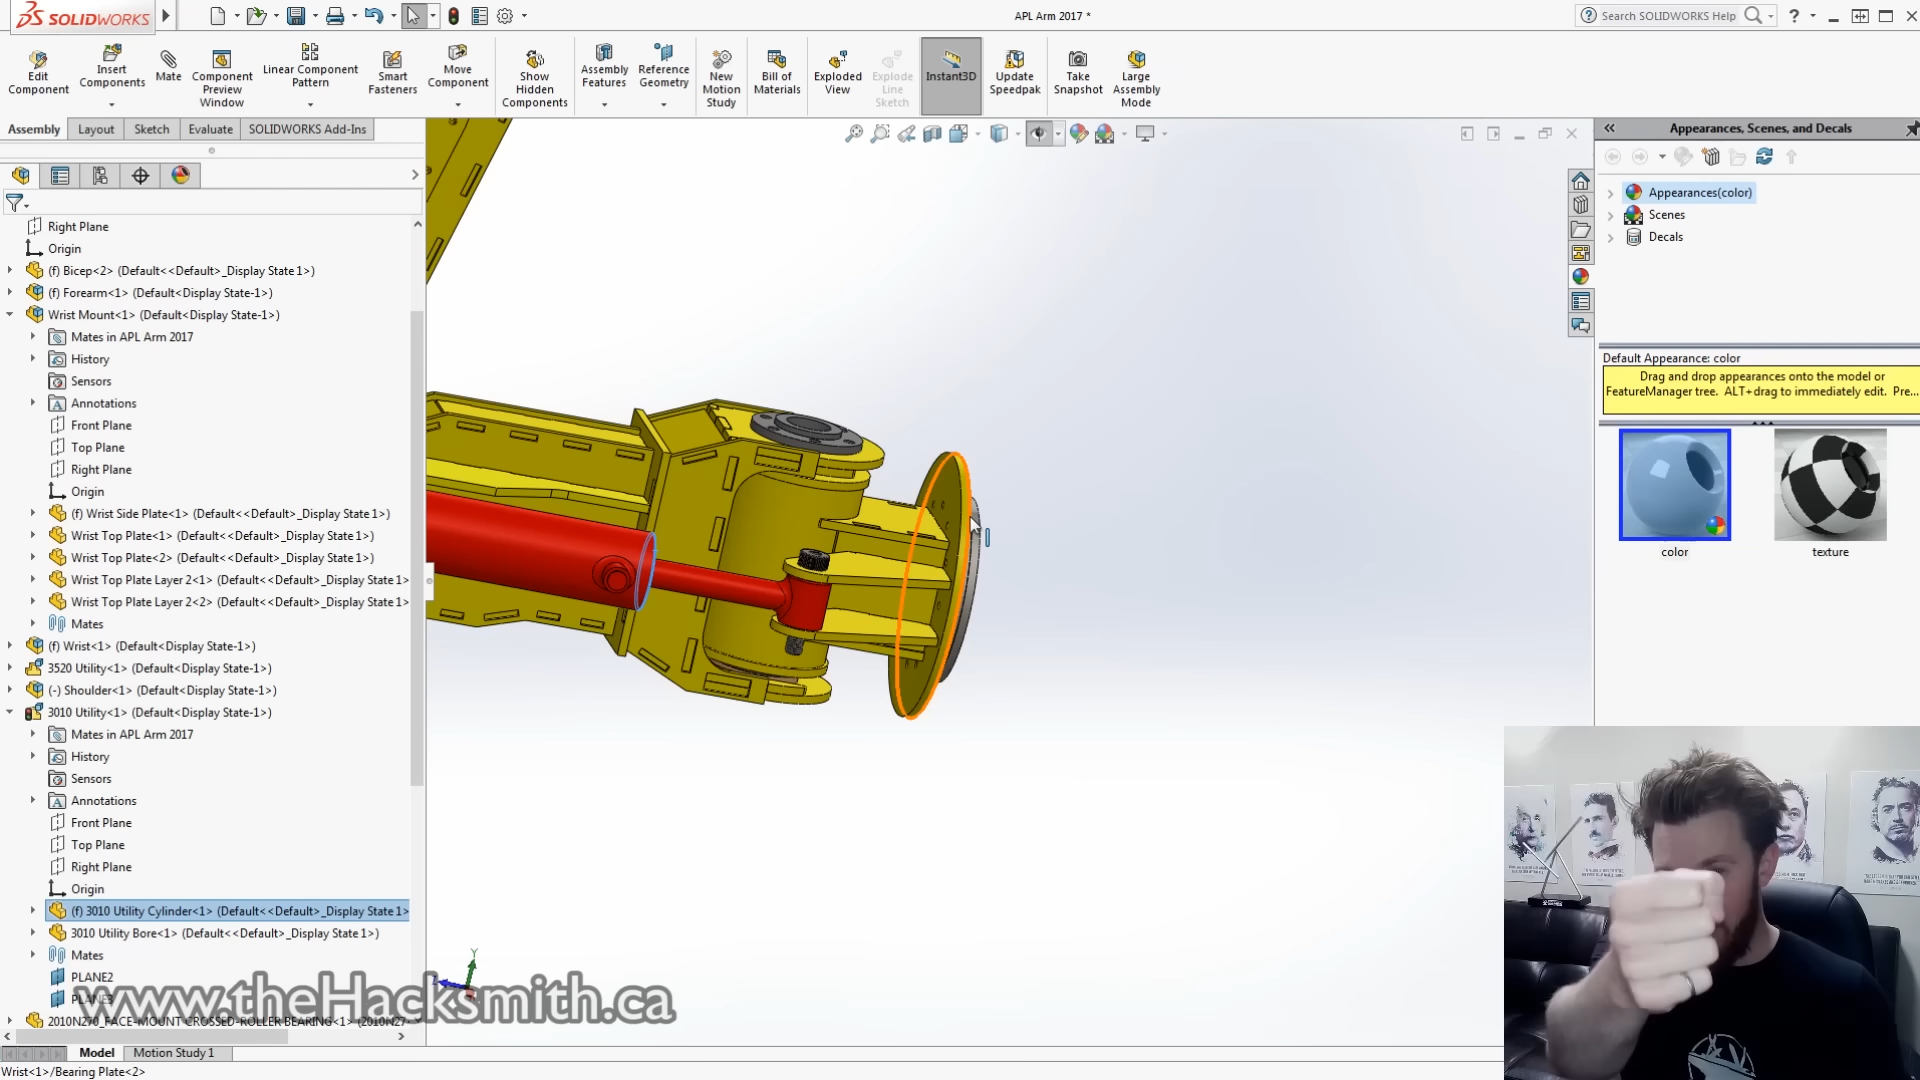 SOLIDWORKS
APL Arm 2017 *
Search SOLIDWORKS Help
Edit Component
Insert Components
Mate
Component Preview Window
Linear Component Pattern
Smart Fasteners
Move Component
Show Hidden Components
Assembly Features
Reference Geometry
New Motion Study
Bill of Materials
Exploded View
Explode Line Sketch
Instant3D
Update Speedpak
Take Snapshot
Large Assembly Mode
Assembly
Layout
Sketch
Evaluate
SOLIDWORKS Add-Ins
Right Plane
Origin
(f) Bicep<2> (Default<<Default>_Display State 1>)
(f) Forearm<1> (Default<Display State-1>)
Wrist Mount<1> (Default<Display State-1>)
Mates in APL Arm 2017
History
Sensors
Annotations
Front Plane
Top Plane
Right Plane
Origin
(f) Wrist Side Plate<1> (Default<<Default>_Display State 1>)
Wrist Top Plate<1> (Default<<Default>_Display State 1>)
Wrist Top Plate<2> (Default<<Default>_Display State 1>)
Wrist Top Plate Layer 2<1> (Default<<Default>_Display State 1>
Wrist Top Plate Layer 2<2> (Default<<Default>_Display State 1>
Mates
(f) Wrist<1> (Default<Display State-1>)
3520 Utility<1> (Default<Display State-1>)
(-) Shoulder<1> (Default<Display State-1>)
3010 Utility<1> (Default<Display State-1>)
Mates in APL Arm 2017
History
Sensors
Annotations
Front Plane
Top Plane
Right Plane
Origin
(f) 3010 Utility Cylinder<1> (Default<<Default>_Display State 1>
3010 Utility Bore<1> (Default<<Default>_Display State 1>)
Mates
PLANE2
PLANE3
2010N270_FACE-MOUNT CROSSED-ROLLER BEARING<1> (2010N27
Model
Motion Study 1
Wrist<1>/Bearing Plate<2>
www.theHacksmith.ca
Y
Appearances, Scenes, and Decals
Appearances(color)
Scenes
Decals
Default Appearance: color
Drag and drop appearances onto the model or
FeatureManager tree. ALT+drag to immediately edit. Pre...
color
texture